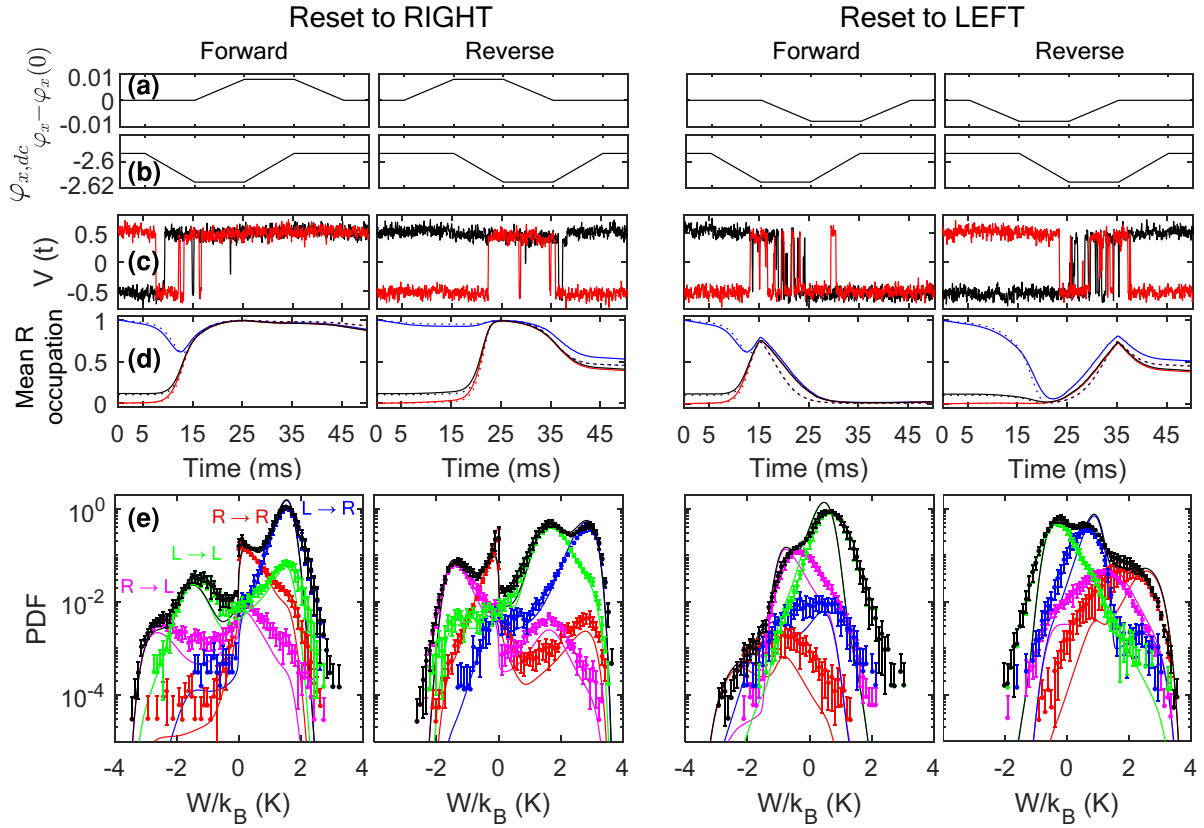 Reset to RIGHT
Reset to LEFT
Forward
Reverse
Forward
Reverse
φx−φx(0)
0.01
0
-0.01
(a)
φx,dc
-2.6
-2.62
(b)
V (t)
0.5
0
-0.5
(c)
Mean R
occupation
1
0.5
0
(d)
0 5 15 25 35 45
5 15 25 35 45
0 5 15 25 35 45
5 15 25 35 45
Time (ms)
Time (ms)
Time (ms)
Time (ms)
PDF
10^0
10^-2
10^-4
(e)
R → R
L → R
L → L
R → L
-4 -2 0 2 4
-2 0 2 4
-4 -2 0 2 4
-2 0 2 4
W/kB (K)
W/kB (K)
W/kB (K)
W/kB (K)